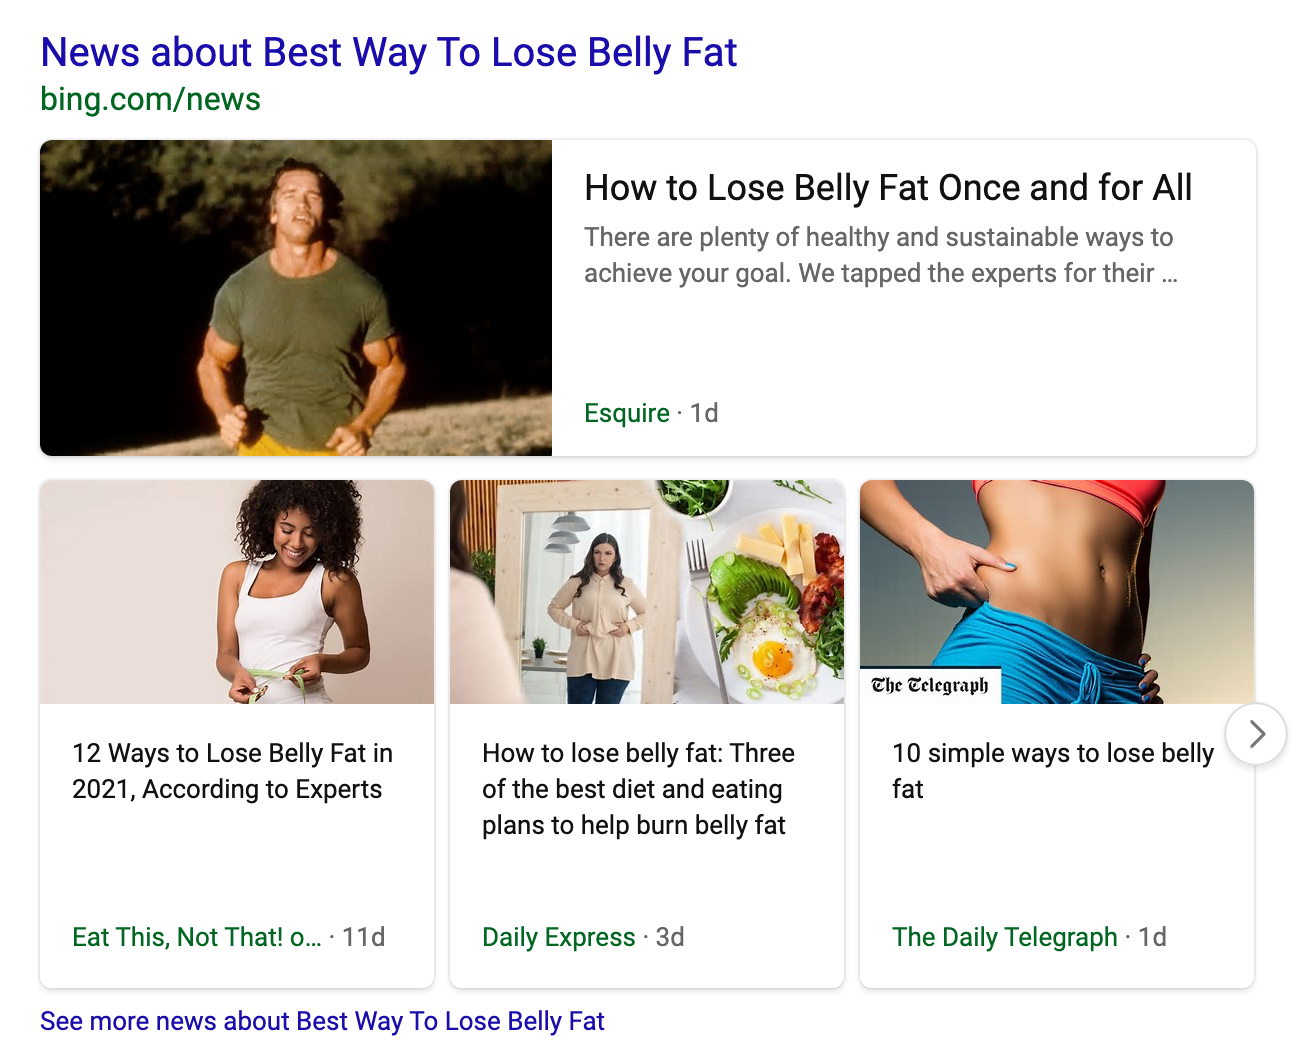 News about Best Way To Lose Belly Fat
bing.com/news
How to Lose Belly Fat Once and for All
There are plenty of healthy and sustainable ways to
achieve your goal. We tapped the experts for their ...
Esquire · 1d
The Telegraph
12 Ways to Lose Belly Fat in
2021, According to Experts
Eat This, Not That! o... · 11d
How to lose belly fat: Three
of the best diet and eating
plans to help burn belly fat
Daily Express · 3d
10 simple ways to lose belly
fat
The Daily Telegraph · 1d
See more news about Best Way To Lose Belly Fat